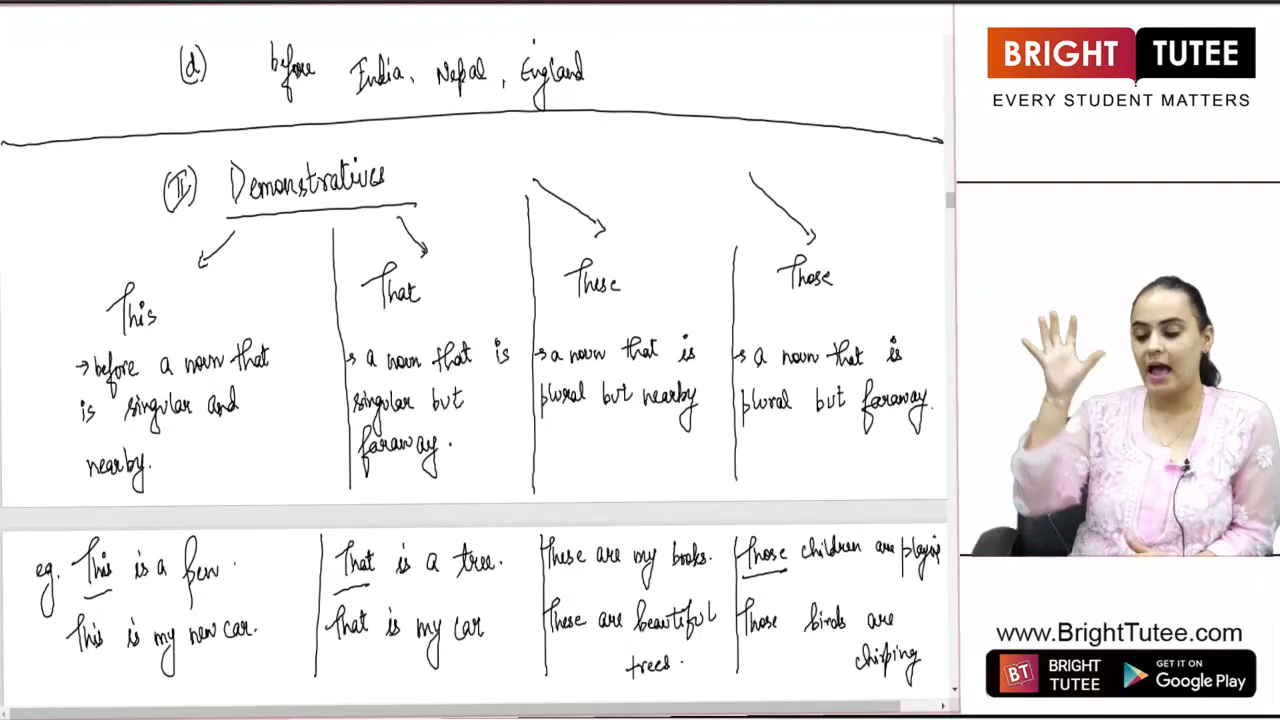 (d) before India, Nepal, England
(II) Demonstratives
This
→ before a noun that
is singular and
nearby.
That
→ a noun that is
singular but
faraway.
These
→ a noun that is
plural but nearby
Those
→ a noun that is
plural but faraway.
eg. This is a pen.
This is my new car.
That is a tree.
That is my car
These are my books.
These are beautiful
trees.
Those children are playing
Those birds are
chirping
BRIGHT TUTEE
EVERY STUDENT MATTERS
www.BrightTutee.com
BT BRIGHT TUTEE
GET IT ON
Google Play